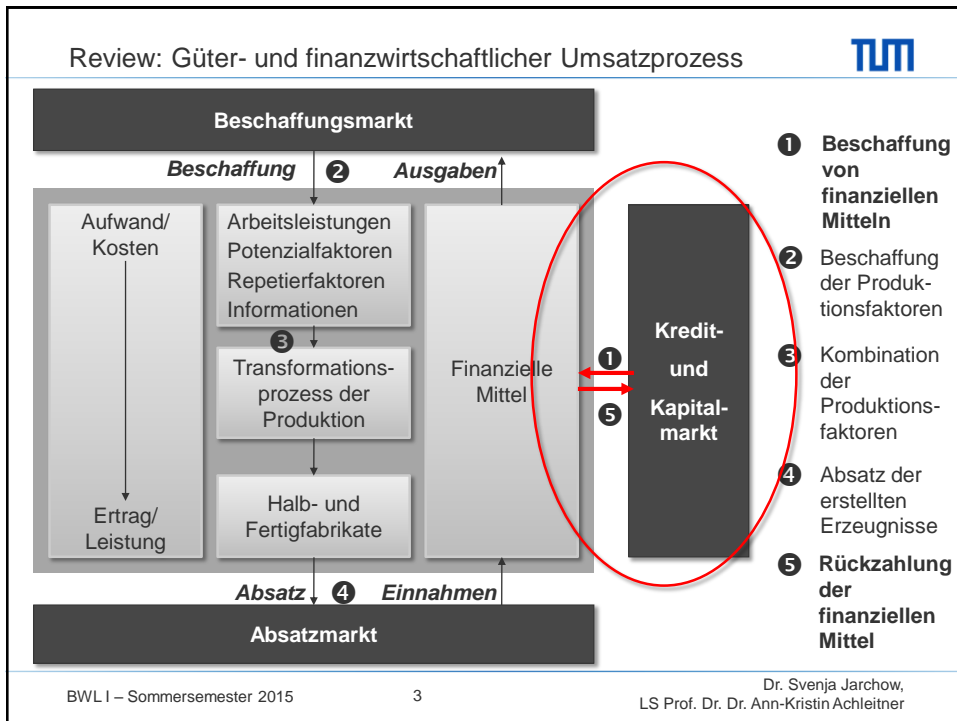 Review: Güter- und finanzwirtschaftlicher Umsatzprozess
TUM
Beschaffungsmarkt
Beschaffung
❷
Ausgaben
Aufwand/
Kosten
Ertrag/
Leistung
Arbeitsleistungen
Potenzialfaktoren
Repetierfaktoren
Informationen
❸
Transformations-
prozess der
Produktion
Halb- und
Fertigfabrikate
Finanzielle
Mittel
❶
❺
Kredit-
und
Kapital-
markt
Absatz
❹
Einnahmen
Absatzmarkt
❶ Beschaffung
von
finanziellen
Mitteln
❷ Beschaffung
der Produk-
tionsfaktoren
❸ Kombination
der
Produktions-
faktoren
❹ Absatz der
erstellten
Erzeugnisse
❺ Rückzahlung
der
finanziellen
Mittel
BWL I – Sommersemester 2015
3
Dr. Svenja Jarchow,
LS Prof. Dr. Dr. Ann-Kristin Achleitner